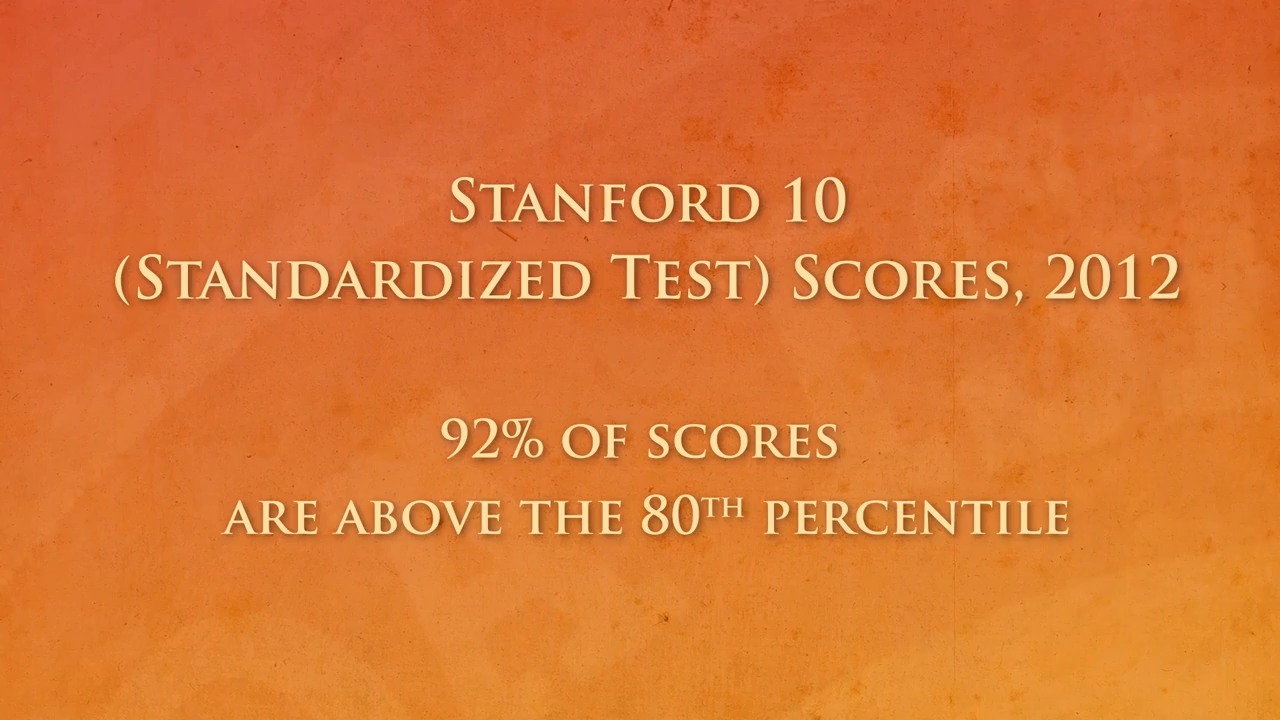 Stanford 10
(Standardized Test) Scores, 2012
92% of scores
are above the 80th percentile